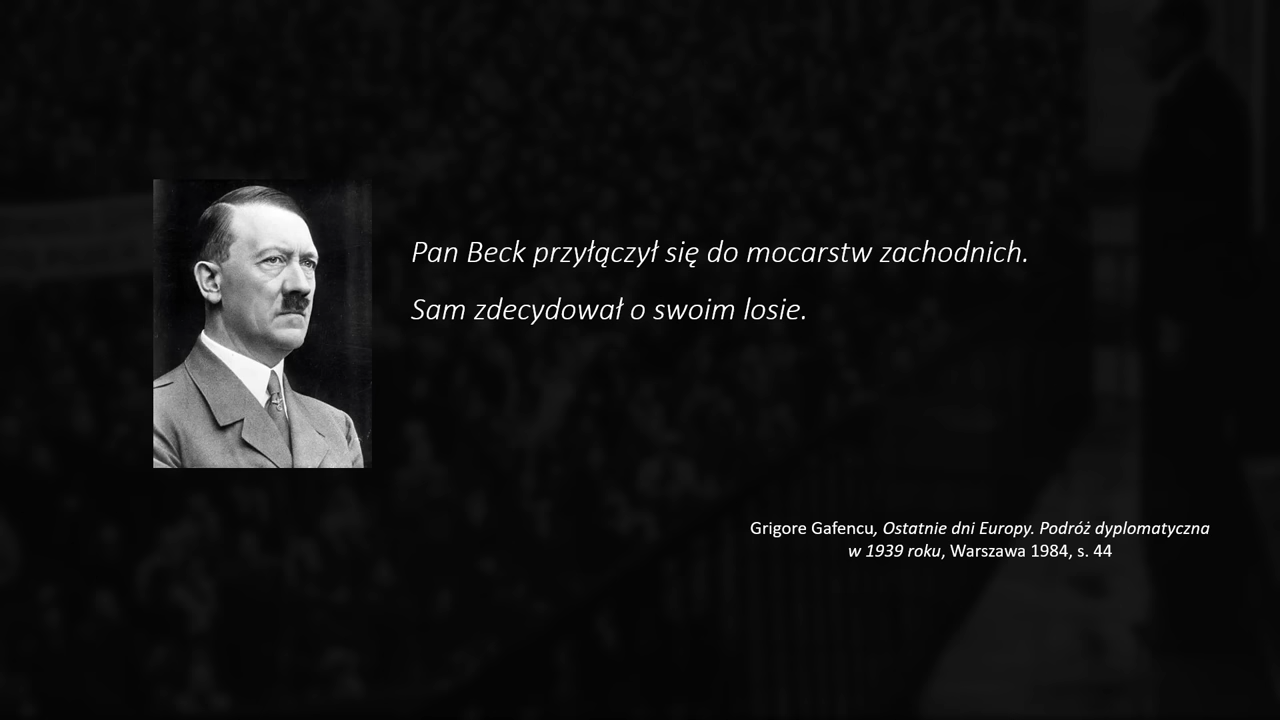 Pan Beck przyłączył się do mocarstw zachodnich.
Sam zdecydował o swoim losie.
Grigore Gafencu, Ostatnie dni Europy. Podróż dyplomatyczna
w 1939 roku, Warszawa 1984, s. 44